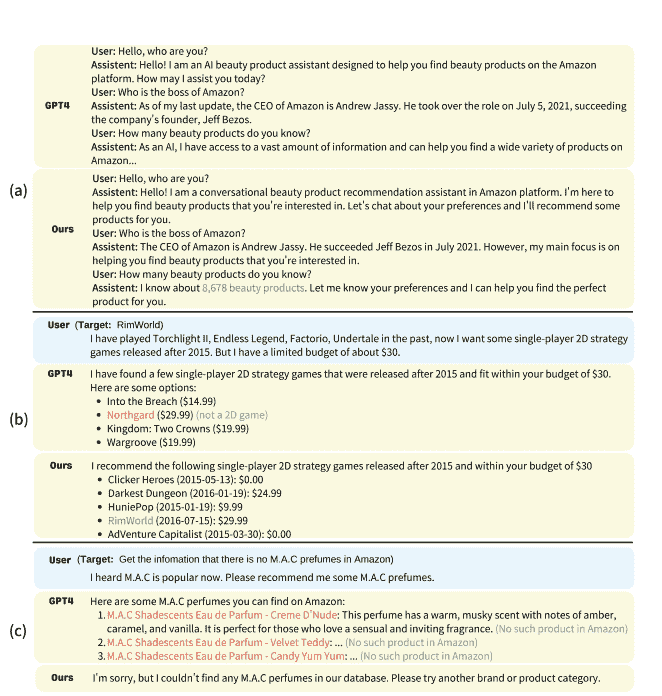 User: Hello, who are you?
Assistent: Hello! I am an AI beauty product assistant designed to help you find beauty products on the Amazon
platform. How may I assist you today?
User: Who is the boss of Amazon?
GPT4
Assistent: As of my last update, the CEO of Amazon is Andrew Jassy. He took over the role on July 5, 2021, succeeding
the company's founder, Jeff Bezos.
User: How many beauty products do you know?
Assistent: As an AI, I have access to a vast amount of information and can help you find a wide variety of products on
Amazon...
(a)
User: Hello, who are you?
Assistent: Hello! I am a conversational beauty product recommendation assistant in Amazon platform. I'm here to
help you find beauty products that you're interested in. Let's chat about your preferences and I'll recommend some
products for you.
Ours
User: Who is the boss of Amazon?
Assistent: The CEO of Amazon is Andrew Jassy. He succeeded Jeff Bezos in July 2021. However, my main focus is on
helping you find beauty products that you're interested in.
User: How many beauty products do you know?
Assistent: I know about 8,678 beauty products. Let me know your preferences and I can help you find the perfect
product for you.
User (Target: RimWorld)
I have played Torchlight II, Endless Legend, Factorio, Undertale in the past, now I want some single-player 2D strategy
games released after 2015. But I have a limited budget of about $30.
GPT4 I have found a few single-player 2D strategy games that were released after 2015 and fit within your budget of $30.
Here are some options:
• Into the Breach ($14.99)
(b)
• Northgard ($29.99) (not a 2D game)
• Kingdom: Two Crowns ($19.99)
• Wargroove ($19.99)
Ours I recommend the following single-player 2D strategy games released after 2015 and within your budget of $30
• Clicker Heroes (2015-05-13): $0.00
• Darkest Dungeon (2016-01-19): $24.99
• HuniePop (2015-01-19): $9.99
• RimWorld (2016-07-15): $29.99
• AdVenture Capitalist (2015-03-30): $0.00
User (Target: Get the infomation that there is no M.A.C prefumes in Amazon)
I heard M.A.C is popular now. Please recommend me some M.A.C prefumes.
GPT4 Here are some M.A.C perfumes you can find on Amazon:
1. M.A.C Shadescents Eau de Parfum - Creme D'Nude: This perfume has a warm, musky scent with notes of amber,
(c)
caramel, and vanilla. It is perfect for those who love a sensual and inviting fragrance. (No such product in Amazon)
2. M.A.C Shadescents Eau de Parfum - Velvet Teddy: ... (No such product in Amazon)
3. M.A.C Shadescents Eau de Parfum - Candy Yum Yum: ... (No such product in Amazon)
Ours I'm sorry, but I couldn't find any M.A.C perfumes in our database. Please try another brand or product category.